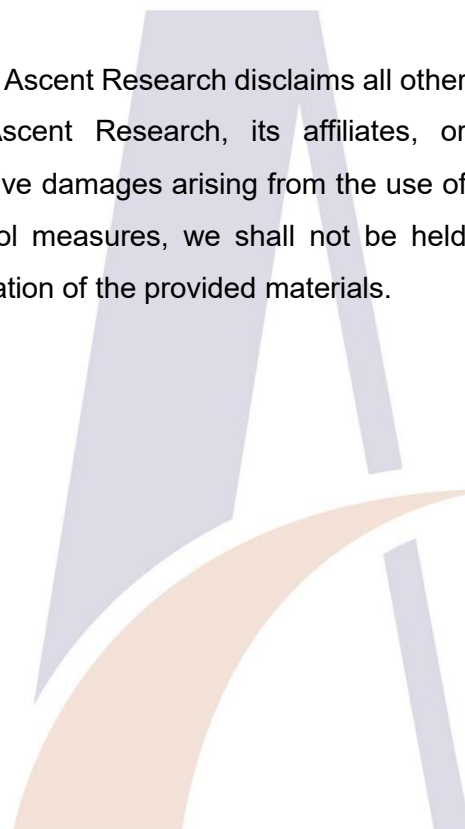 Ascent Research disclaims all other
Ascent Research, its affiliates, or
ve damages arising from the use of
ol measures, we shall not be held
ation of the provided materials.